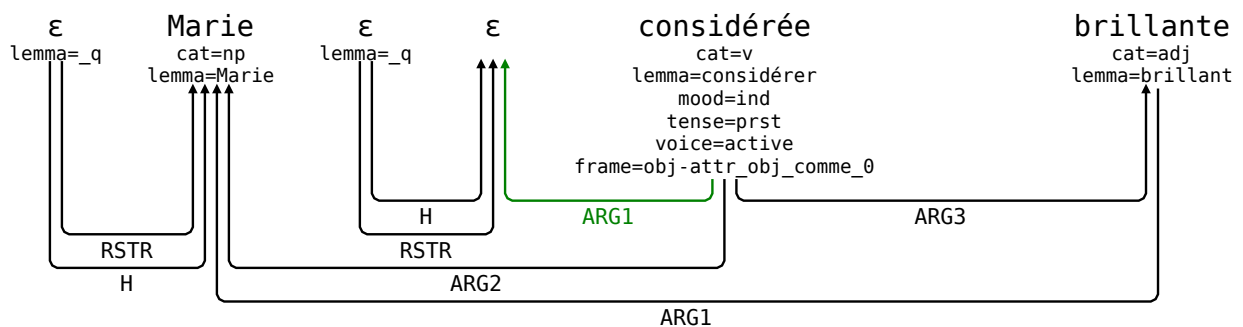 ε Marie ε ε considérée brillante
lemma=_q cat=np lemma=_q cat=v cat=adj
lemma=Marie lemma=considérer lemma=brillant
mood=ind
tense=prst
voice=active
frame=obj-attr_obj_comme_0
H ARG1 ARG3
RSTR RSTR
H ARG2
ARG1